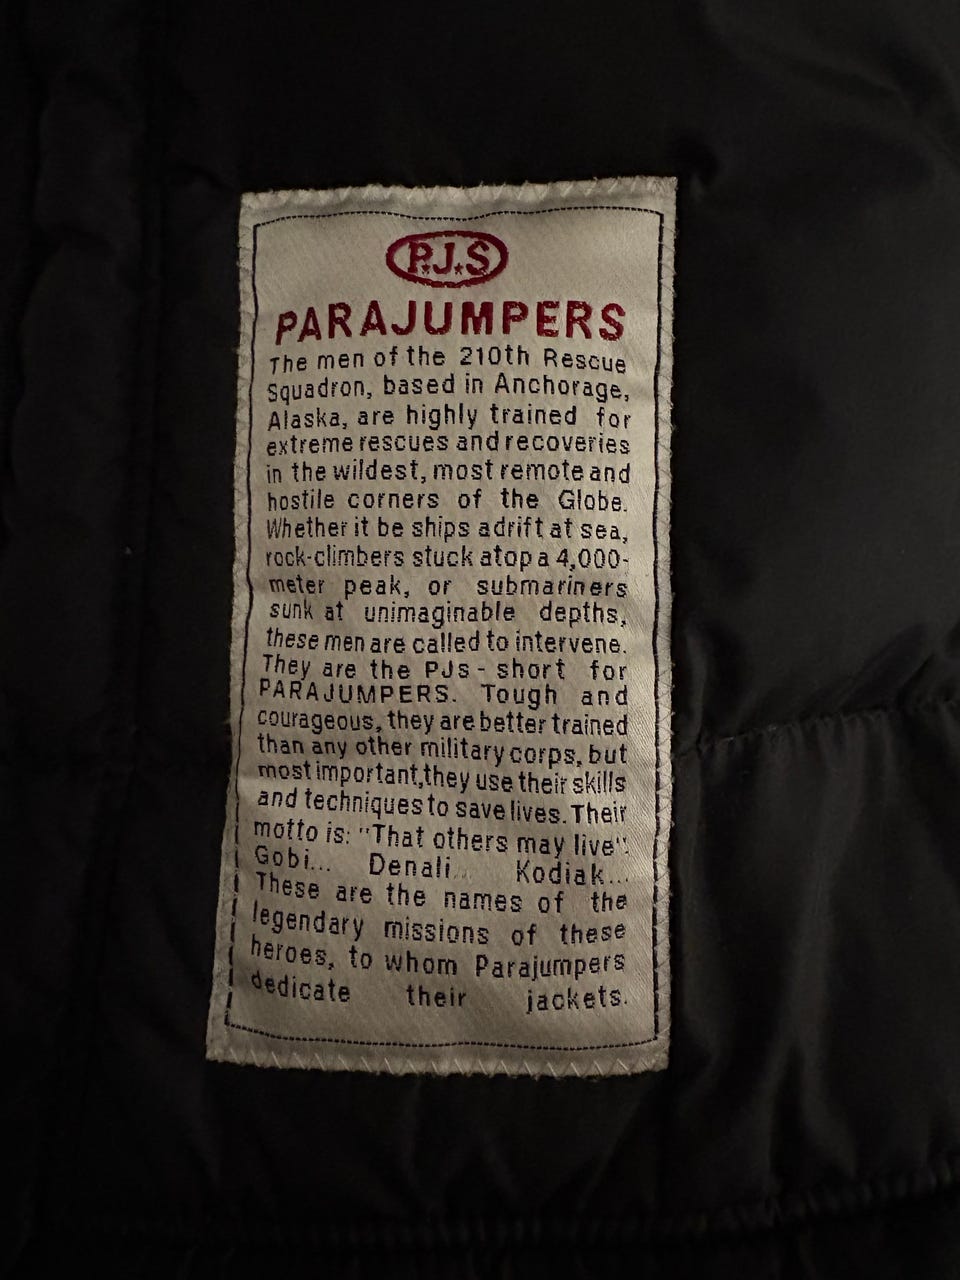 P.J.S
PARAJUMPERS
The men of the 210th Rescue
Squadron, based in Anchorage,
Alaska, are highly trained for
extreme rescues and recoveries
in the wildest, most remote and
hostile corners of the Globe.
Whether it be ships adrift at sea,
rock-climbers stuck atop a 4,000-
meter peak, or submariners
sunk at unimaginable depths,
these men are called to intervene.
They are the PJs - short for
PARAJUMPERS. Tough and
courageous, they are better trained
than any other military corps, but
most important,they use their skills
and techniques to save lives. Their
motto is: "That others may live".
Gobi... Denali... Kodiak...
These are the names of the
legendary missions of these
heroes, to whom Parajumpers
dedicate their jackets.